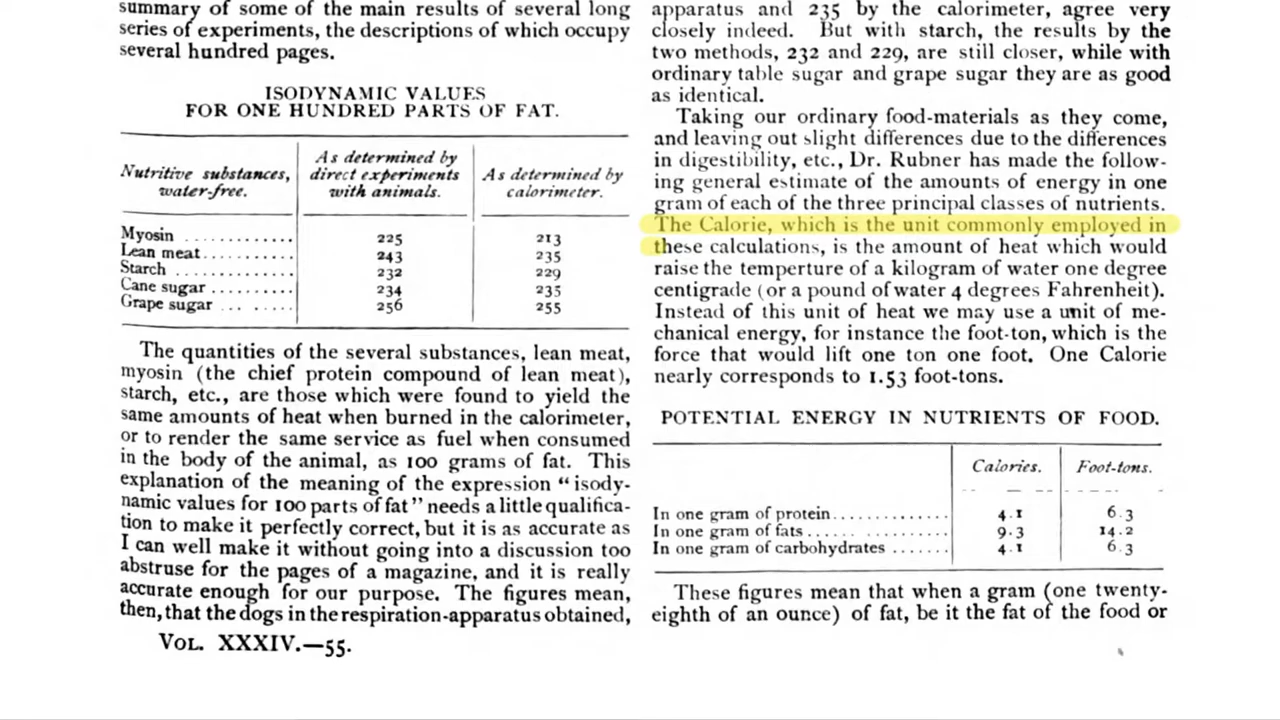 summary of some of the main results of several long
series of experiments, the descriptions of which occupy
several hundred pages.
ISODYNAMIC VALUES
FOR ONE HUNDRED PARTS OF FAT.
Nutritive substances, water-free. As determined by direct experiments with animals. As determined by calorimeter.
Myosin ............. 225 213
Lean meat........... 243 235
Starch ............. 232 229
Cane sugar .......... 234 235
Grape sugar ... ...... 256 255
The quantities of the several substances, lean meat,
myosin (the chief protein compound of lean meat),
starch, etc., are those which were found to yield the
same amounts of heat when burned in the calorimeter,
or to render the same service as fuel when consumed
in the body of the animal, as 100 grams of fat. This
explanation of the meaning of the expression "isody-
namic values for 100 parts of fat" needs a little qualifica-
tion to make it perfectly correct, but it is as accurate as
I can well make it without going into a discussion too
abstruse for the pages of a magazine, and it is really
accurate enough for our purpose. The figures mean,
then, that the dogs in the respiration-apparatus obtained,
VOL. XXXIV.—55.
apparatus and 235 by the calorimeter, agree very
closely indeed. But with starch, the results by the
two methods, 232 and 229, are still closer, while with
ordinary table sugar and grape sugar they are as good
as identical.
Taking our ordinary food-materials as they come,
and leaving out slight differences due to the differences
in digestibility, etc., Dr. Rubner has made the follow-
ing general estimate of the amounts of energy in one
gram of each of the three principal classes of nutrients.
The Calorie, which is the unit commonly employed in
these calculations, is the amount of heat which would
raise the temperture of a kilogram of water one degree
centigrade (or a pound of water 4 degrees Fahrenheit).
Instead of this unit of heat we may use a unit of me-
chanical energy, for instance the foot-ton, which is the
force that would lift one ton one foot. One Calorie
nearly corresponds to 1.53 foot-tons.
POTENTIAL ENERGY IN NUTRIENTS OF FOOD.
Calories. Foot-tons.
In one gram of protein.............. 4.1 6.3
In one gram of fats................. 9.3 14.2
In one gram of carbohydrates ....... 4.1 6.3
These figures mean that when a gram (one twenty-
eighth of an ounce) of fat, be it the fat of the food or